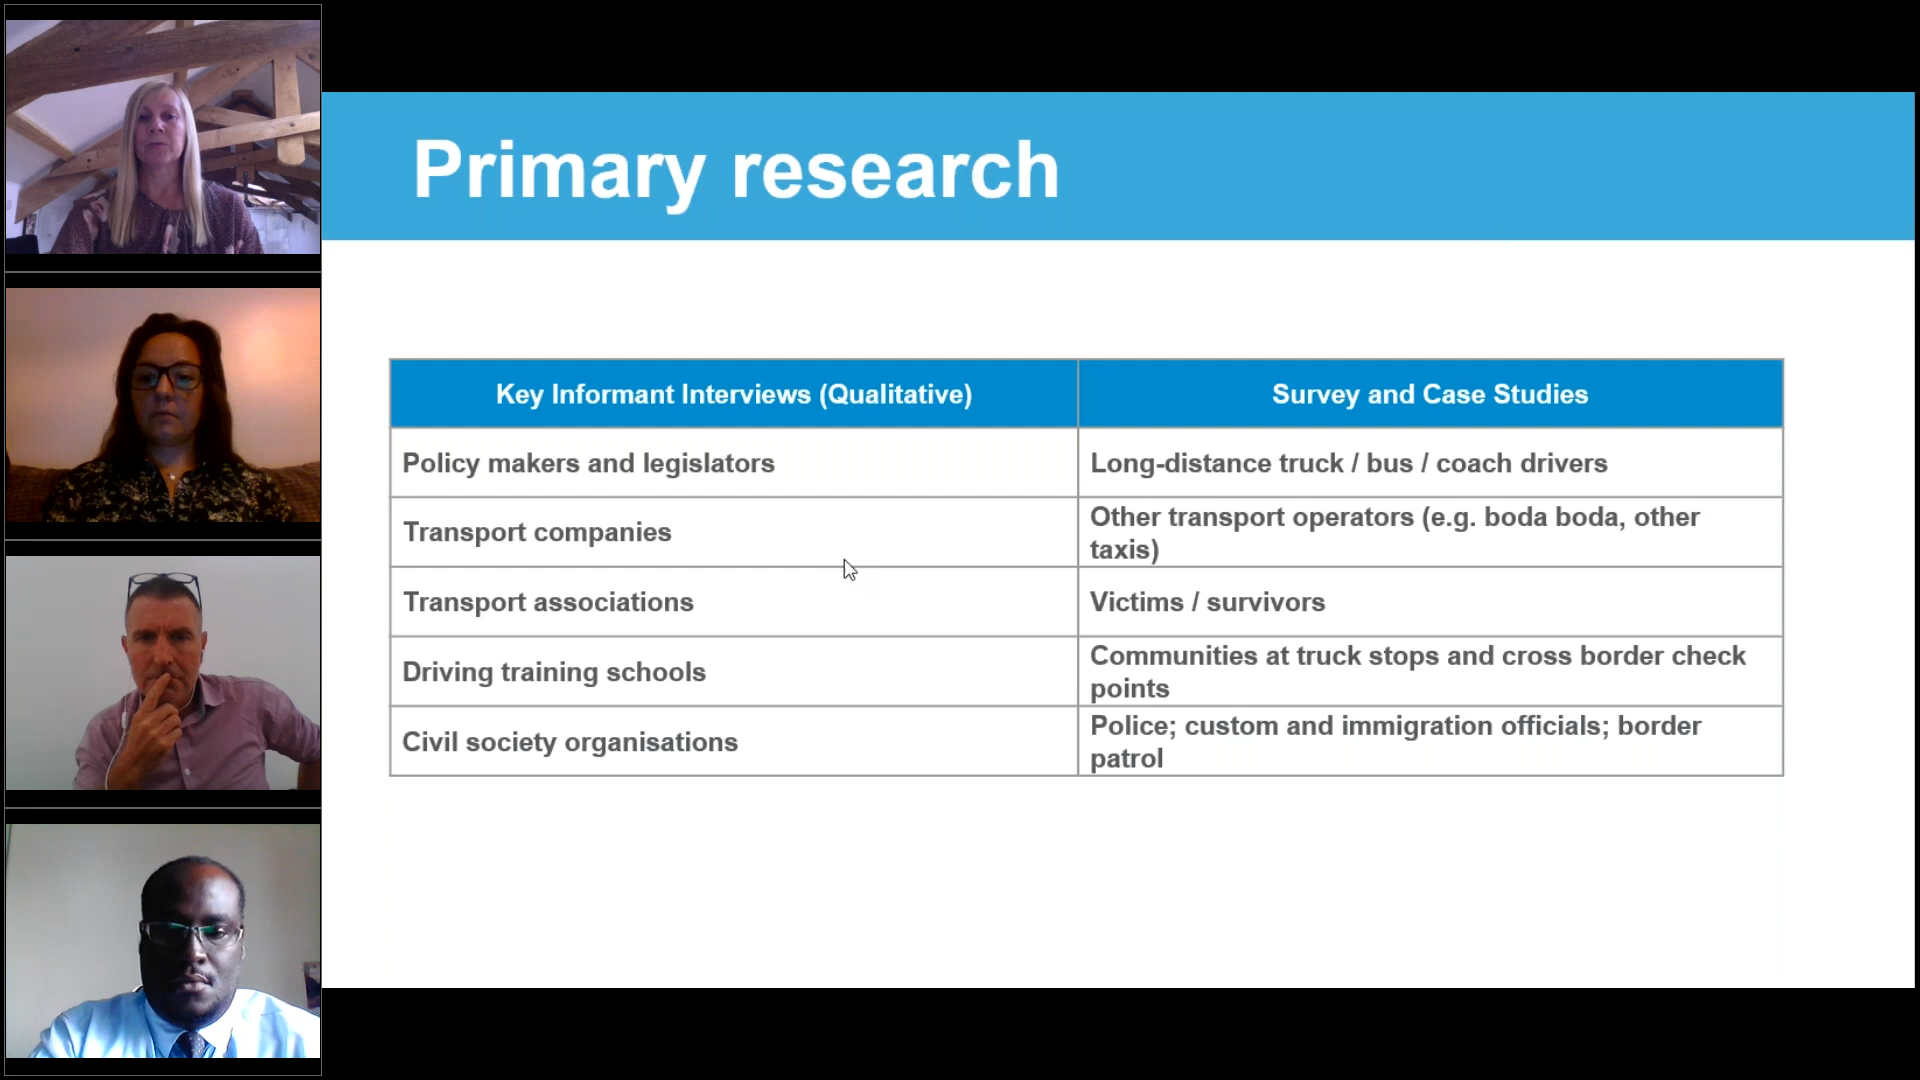 Primary research
Key Informant Interviews (Qualitative)
Survey and Case Studies
Policy makers and legislators
Long-distance truck / bus / coach drivers
Transport companies
Other transport operators (e.g. boda boda, other
taxis)
Transport associations
Victims / survivors
Driving training schools
Communities at truck stops and cross border check
points
Civil society organisations
Police; custom and immigration officials; border
patrol